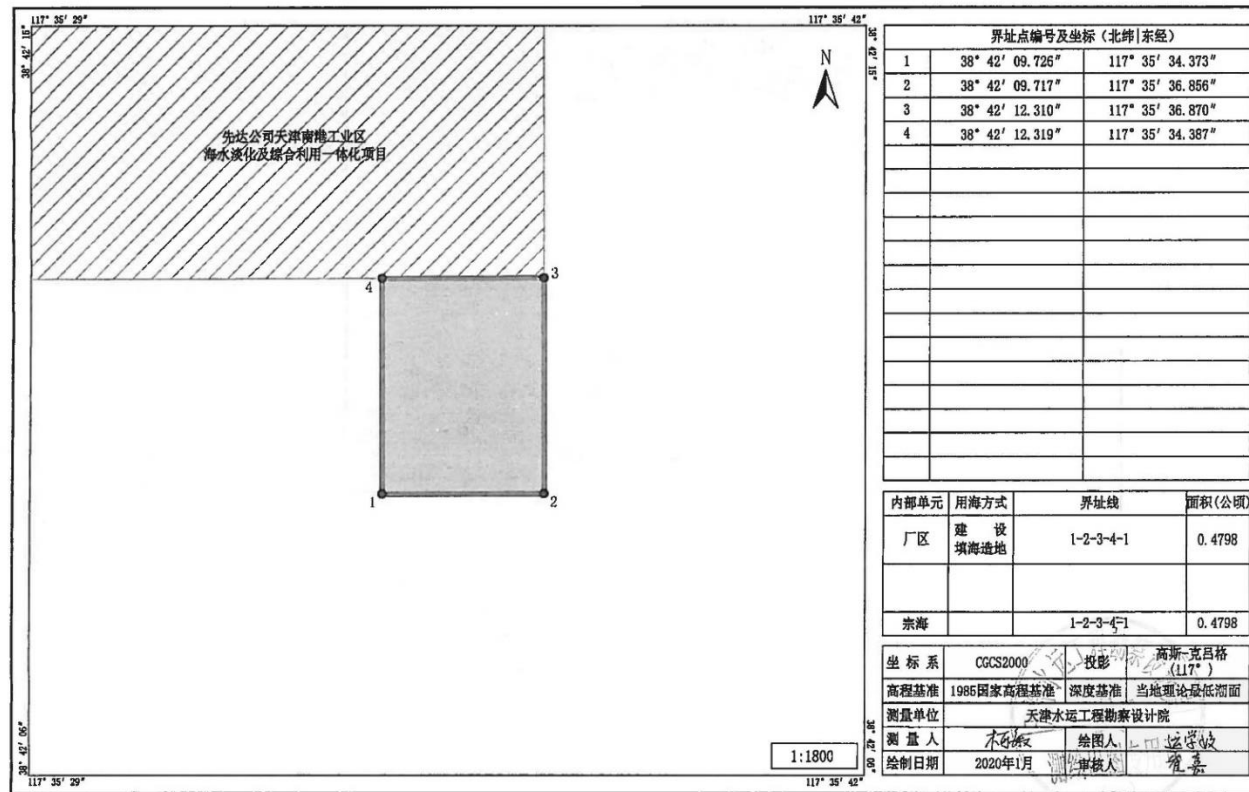 117° 35′ 29″
117° 35′ 42″
38° 42′ 15″
38° 42′ 15″
N
先达公司天津南港工业区
海水淡化及综合利用一体化项目
4
3
1
2
1:1800
38° 42′ 05″
38° 42′ 05″
117° 35′ 29″
117° 35′ 42″
界址点编号及坐标（北纬|东经）
1 38° 42′ 09.726″ 117° 35′ 34.373″
2 38° 42′ 09.717″ 117° 35′ 36.856″
3 38° 42′ 12.310″ 117° 35′ 36.870″
4 38° 42′ 12.319″ 117° 35′ 34.387″
内部单元 用海方式 界址线 面积(公顷)
厂区 建 设 1-2-3-4-1 0.4798
填海造地
宗海 1-2-3-4-1 0.4798
坐标系 CGCS2000 投影 高斯-克吕格
(117°)
高程基准 1985国家高程基准 深度基准 当地理论最低潮面
测量单位 天津水运工程勘察设计院
测量人 绘图人
绘制日期 2020年1月 审核人